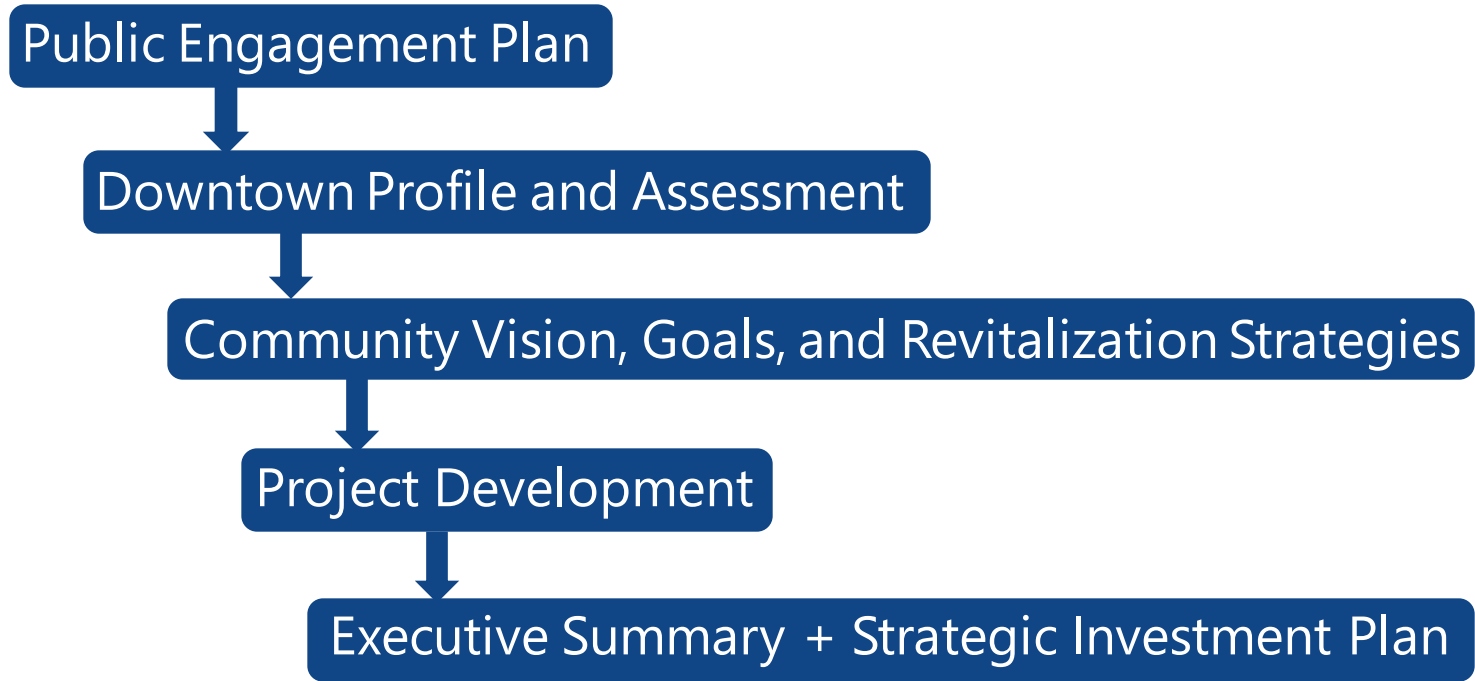 Public Engagement Plan
Downtown Profile and Assessment
Community Vision, Goals, and Revitalization Strategies
Project Development
Executive Summary + Strategic Investment Plan